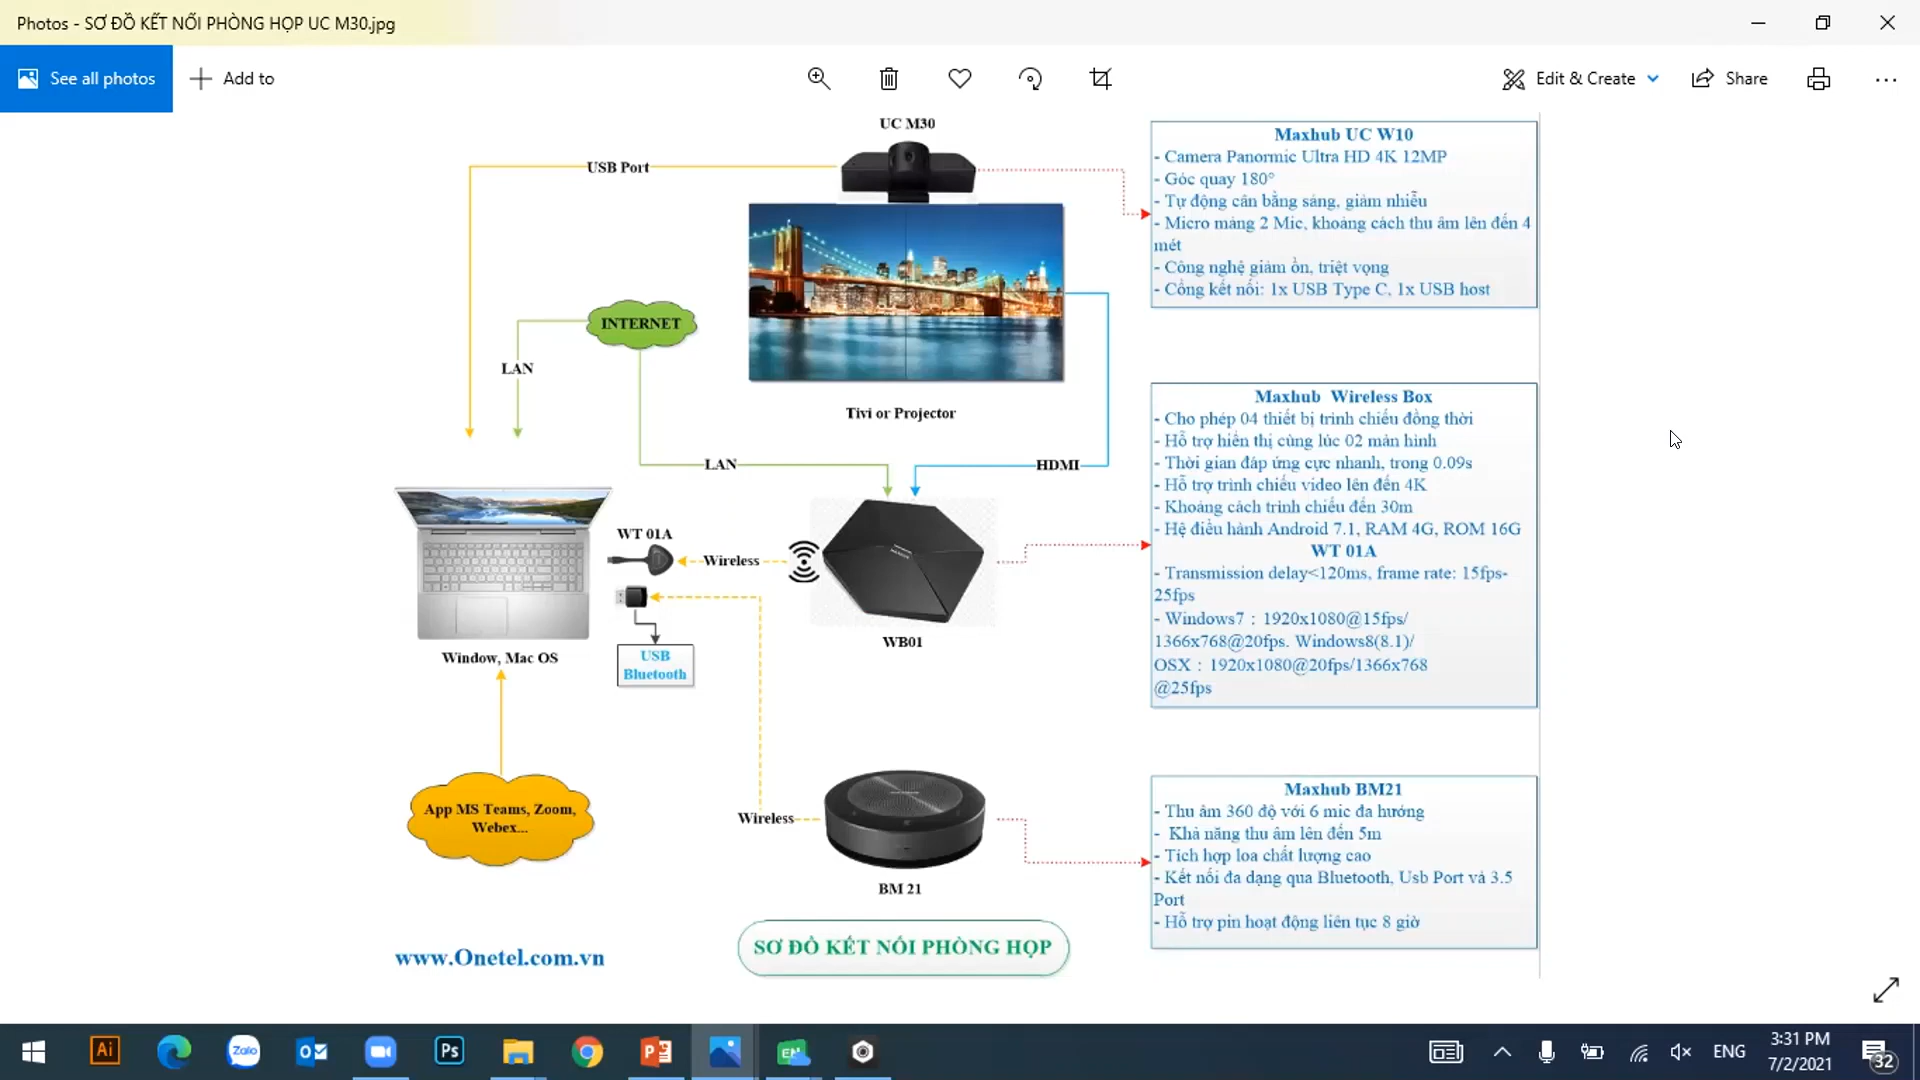 Photos - SƠ ĐỒ KẾT NỐI PHÒNG HỌP UC M30.jpg
See all photos
Add to
Edit & Create
Share
UC M30
USB Port
INTERNET
LAN
Tivi or Projector
LAN
HDMI
WT 01A
Wireless
WB01
Window, Mac OS
USB
Bluetooth
App MS Teams, Zoom,
Webex...
Wireless
BM 21
www.Onetel.com.vn
SƠ ĐỒ KẾT NỐI PHÒNG HỌP
Maxhub UC W10
- Camera Panormic Ultra HD 4K 12MP
- Góc quay 180°
- Tự động cân bằng sáng, giảm nhiễu
- Micro mảng 2 Mic, khoảng cách thu âm lên đến 4
mét
- Công nghệ giảm ồn, triệt vọng
- Cổng kết nối: 1x USB Type C, 1x USB host
Maxhub Wireless Box
- Cho phép 04 thiết bị trình chiếu đồng thời
- Hỗ trợ hiển thị cùng lúc 02 màn hình
- Thời gian đáp ứng cực nhanh, trong 0.09s
- Hỗ trợ trình chiếu video lên đến 4K
- Khoảng cách trình chiếu đến 30m
- Hệ điều hành Android 7.1, RAM 4G, ROM 16G
WT 01A
- Transmission delay<120ms, frame rate: 15fps-
25fps
- Windows7 : 1920x1080@15fps/
1366x768@20fps. Windows8(8.1)/
OSX : 1920x1080@20fps/1366x768
@25fps
Maxhub BM21
- Thu âm 360 độ với 6 mic đa hướng
- Khả năng thu âm lên đến 5m
- Tích hợp loa chất lượng cao
- Kết nối đa dạng qua Bluetooth, Usb Port và 3.5
Port
- Hỗ trợ pin hoạt động liên tục 8 giờ
Ai
Zalo
Ps
ENG
3:31 PM
7/2/2021
32